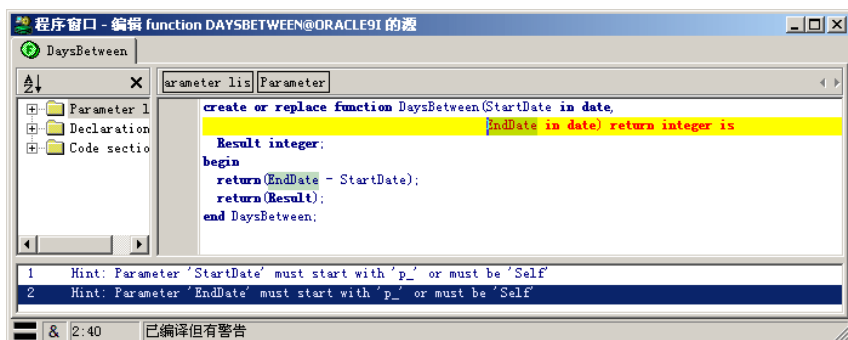 程序窗口 - 编辑 function DAYSBETWEEN@ORACLE9I 的源
DaysBetween
arameter lis Parameter
Parameter l
Declaration
Code sectio
create or replace function DaysBetween(StartDate in date,
EndDate in date) return integer is
Result integer;
begin
return(EndDate - StartDate);
return(Result);
end DaysBetween;
1 Hint: Parameter 'StartDate' must start with 'p_' or must be 'Self'
2 Hint: Parameter 'EndDate' must start with 'p_' or must be 'Self'
& 2:40 已编译但有警告